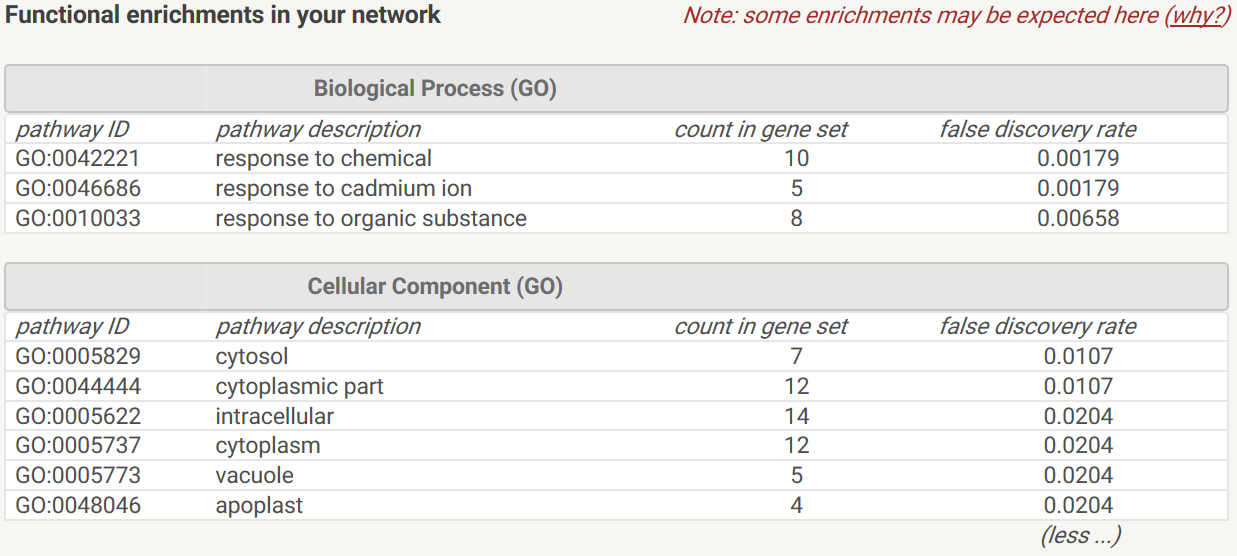 Functional enrichments in your network Note: some enrichments may be expected here (why?)
Biological Process (GO)
pathway ID pathway description count in gene set false discovery rate
GO:0042221 response to chemical 10 0.00179
GO:0046686 response to cadmium ion 5 0.00179
GO:0010033 response to organic substance 8 0.00658
Cellular Component (GO)
pathway ID pathway description count in gene set false discovery rate
GO:0005829 cytosol 7 0.0107
GO:0044444 cytoplasmic part 12 0.0107
GO:0005622 intracellular 14 0.0204
GO:0005737 cytoplasm 12 0.0204
GO:0005773 vacuole 5 0.0204
GO:0048046 apoplast 4 0.0204
(less ...)